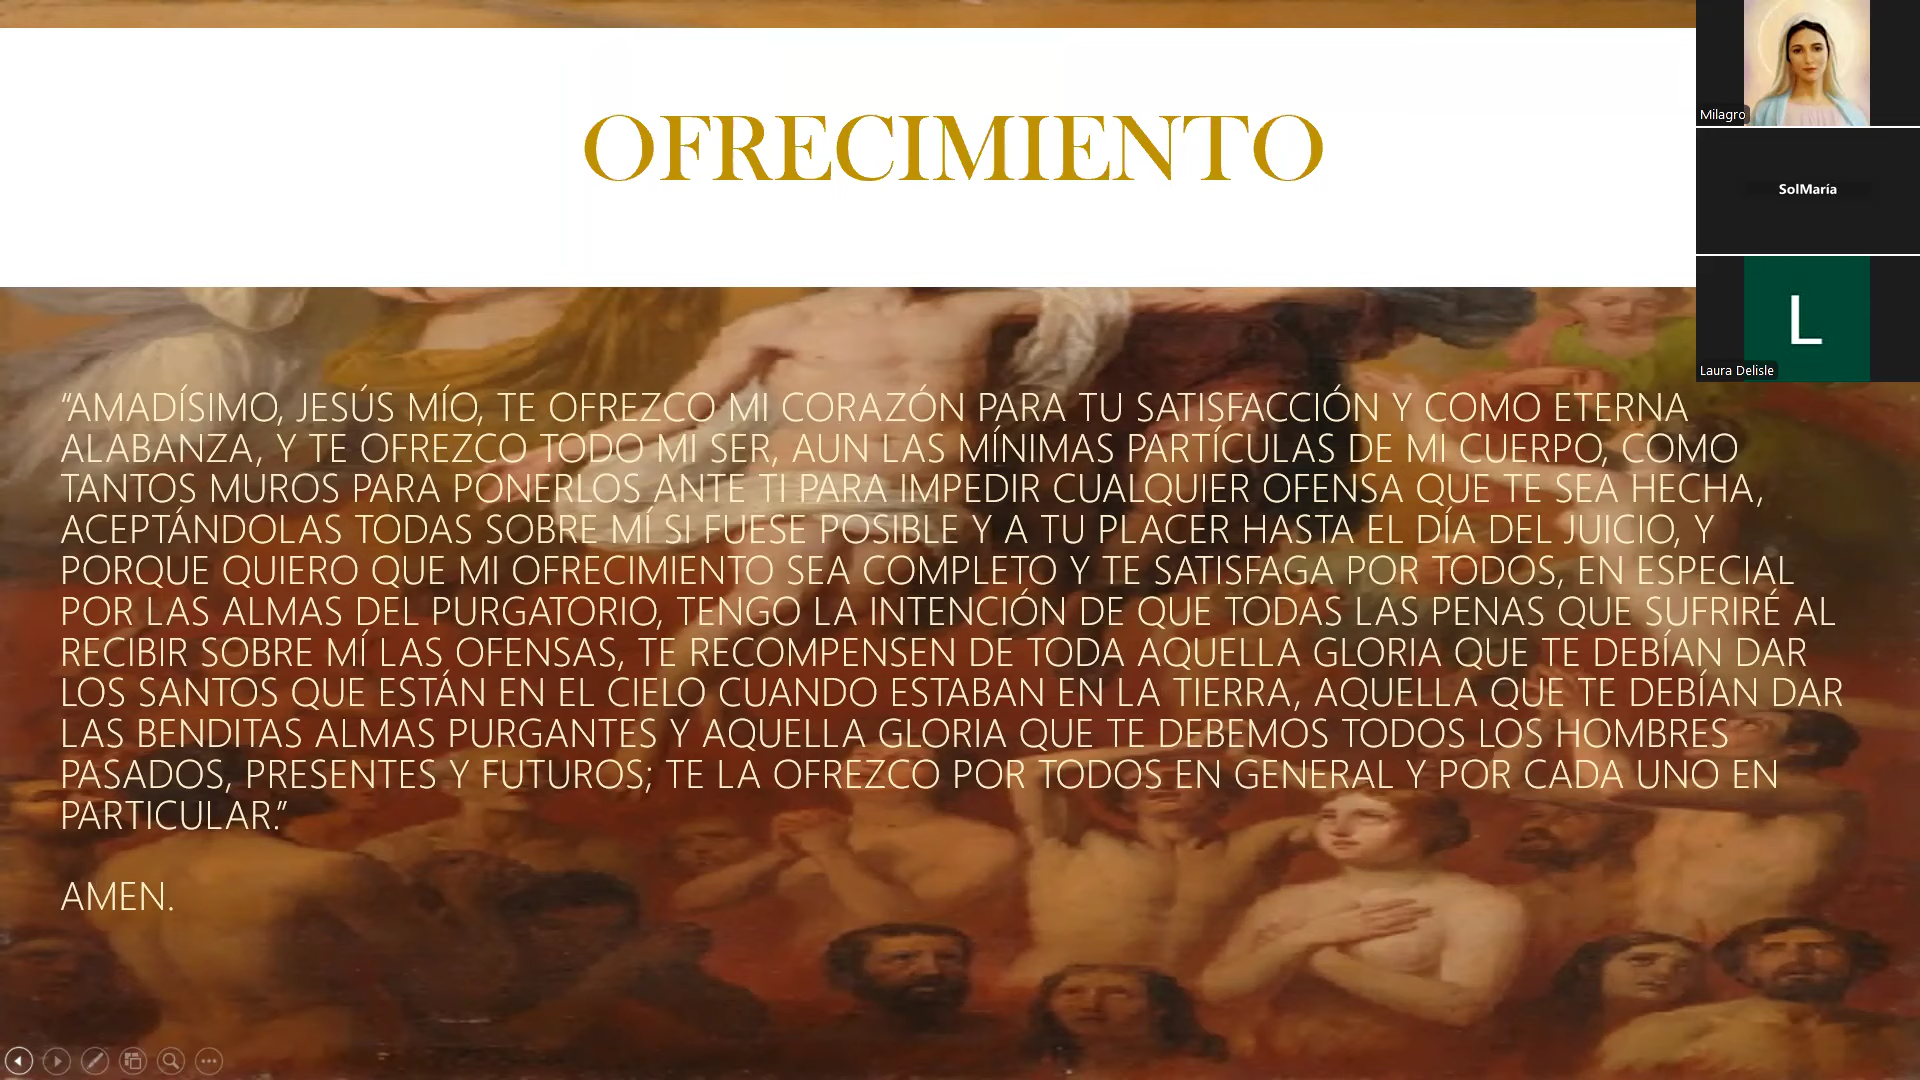 OFRECIMIENTO
Milagro
SolMaría
L
Laura Delisle
“AMADÍSIMO, JESÚS MÍO, TE OFREZCO MI CORAZÓN PARA TU SATISFACCIÓN Y COMO ETERNA
ALABANZA, Y TE OFREZCO TODO MI SER, AUN LAS MÍNIMAS PARTÍCULAS DE MI CUERPO, COMO
TANTOS MUROS PARA PONERLOS ANTE TI PARA IMPEDIR CUALQUIER OFENSA QUE TE SEA HECHA,
ACEPTÁNDOLAS TODAS SOBRE MÍ SI FUESE POSIBLE Y A TU PLACER HASTA EL DÍA DEL JUICIO, Y
PORQUE QUIERO QUE MI OFRECIMIENTO SEA COMPLETO Y TE SATISFAGA POR TODOS, EN ESPECIAL
POR LAS ALMAS DEL PURGATORIO, TENGO LA INTENCIÓN DE QUE TODAS LAS PENAS QUE SUFRIRÉ AL
RECIBIR SOBRE MÍ LAS OFENSAS, TE RECOMPENSEN DE TODA AQUELLA GLORIA QUE TE DEBÍAN DAR
LOS SANTOS QUE ESTÁN EN EL CIELO CUANDO ESTABAN EN LA TIERRA, AQUELLA QUE TE DEBÍAN DAR
LAS BENDITAS ALMAS PURGANTES Y AQUELLA GLORIA QUE TE DEBEMOS TODOS LOS HOMBRES
PASADOS, PRESENTES Y FUTUROS; TE LA OFREZCO POR TODOS EN GENERAL Y POR CADA UNO EN
PARTICULAR.”
AMEN.